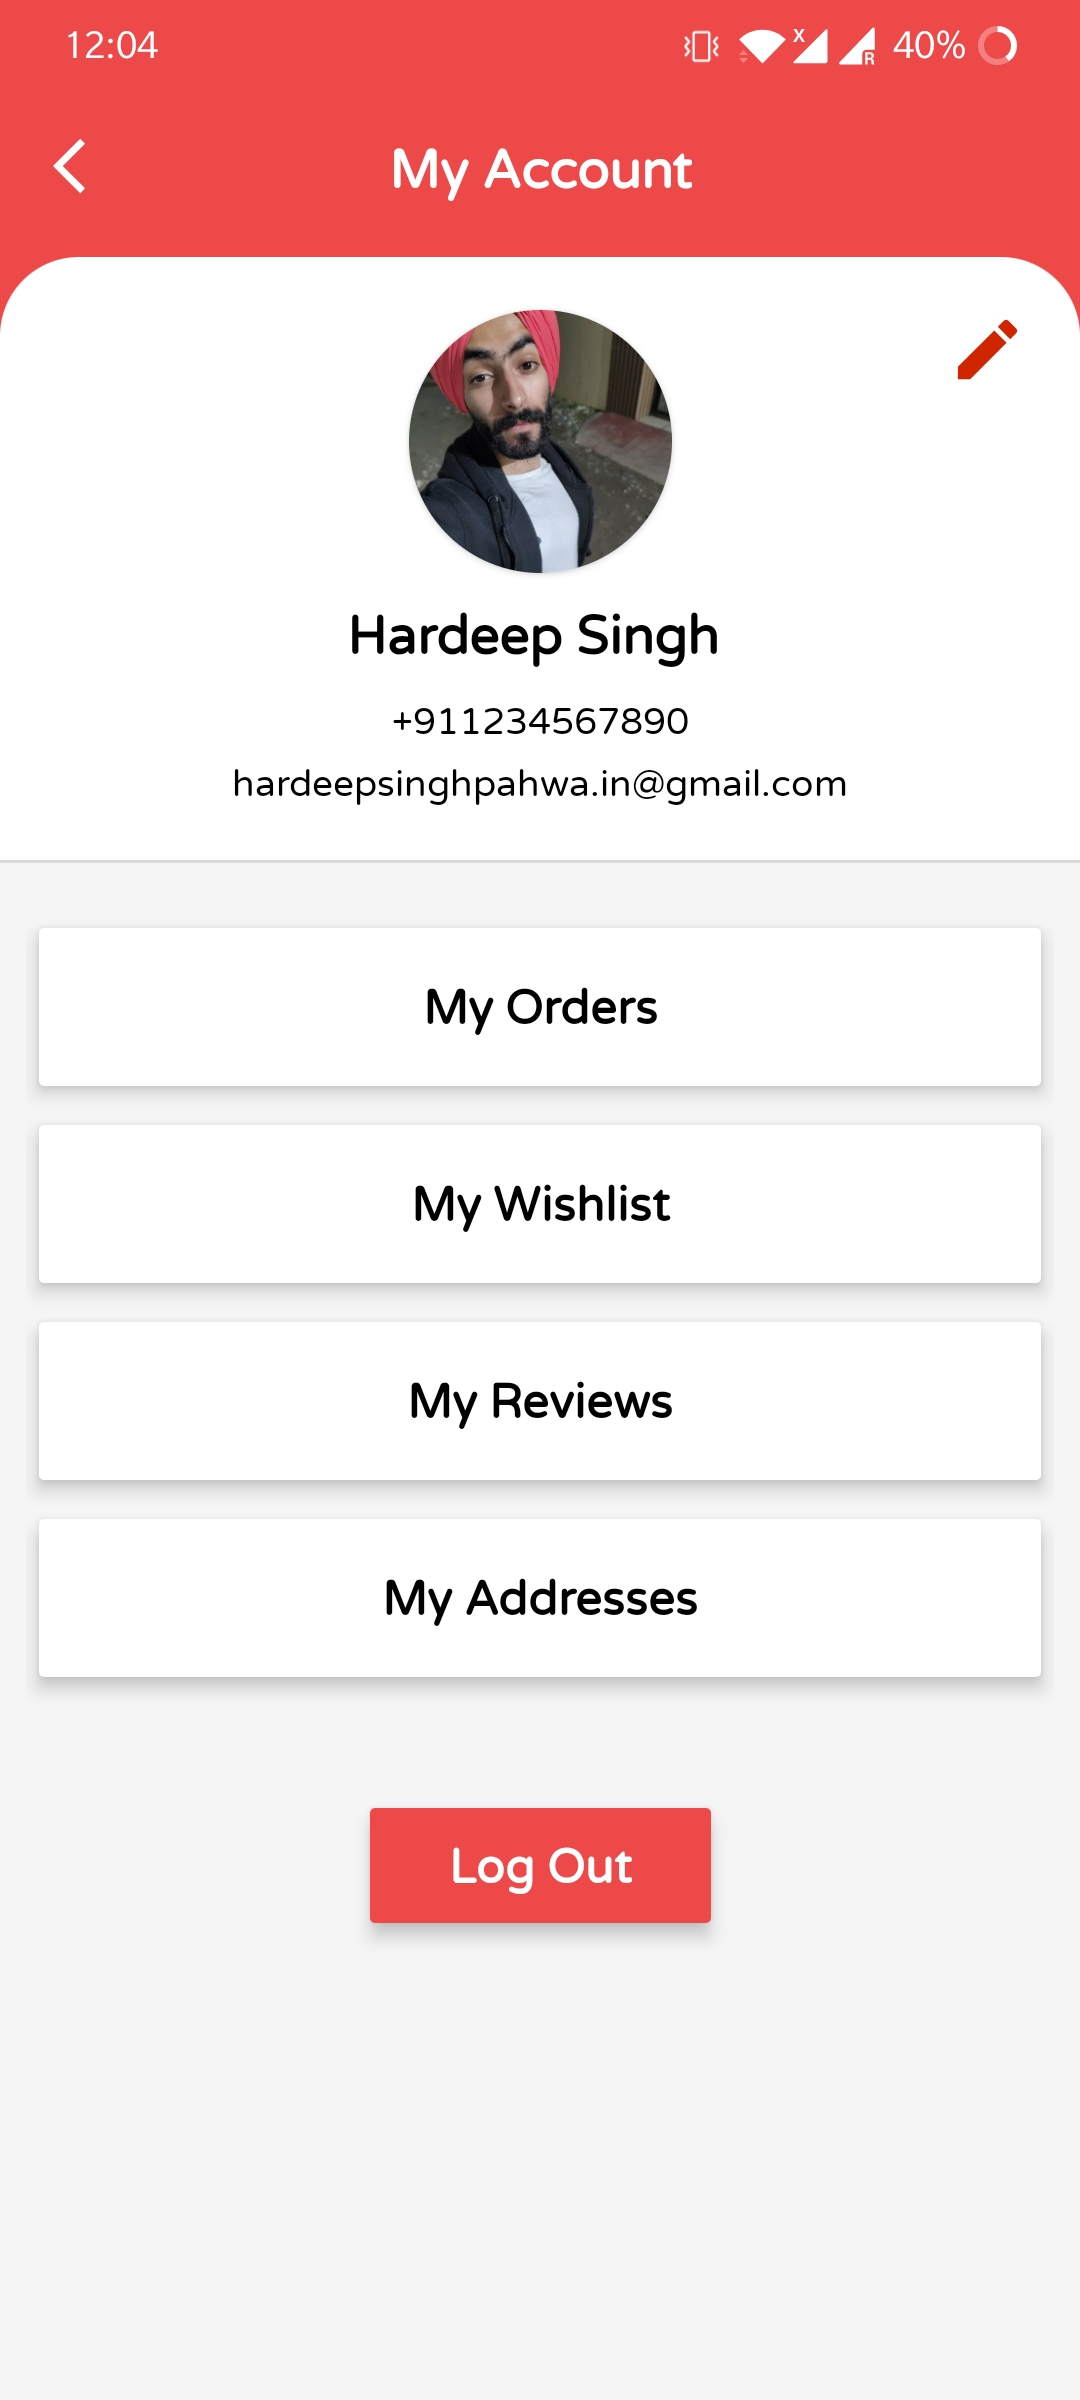 12:04 X R 40%
My Account
Hardeep Singh
+911234567890
hardeepsinghpahwa.in@gmail.com
My Orders
My Wishlist
My Reviews
My Addresses
Log Out